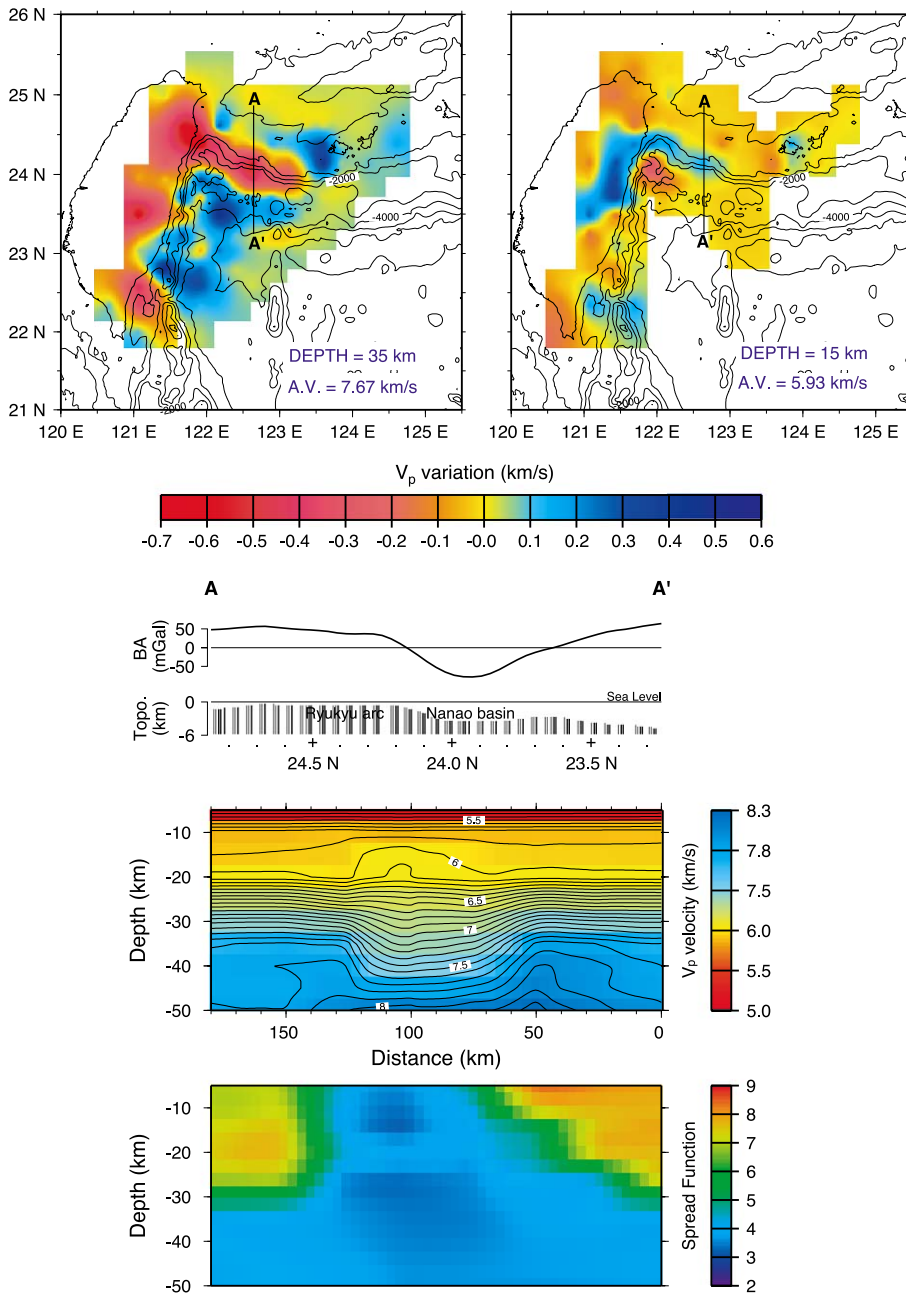 26 N
25 N
24 N
23 N
22 N
21 N
120 E 121 E 122 E 123 E 124 E 125 E
A
A'
-2000
-4000
-2000
DEPTH = 35 km
A.V. = 7.67 km/s
120 E 121 E 122 E 123 E 124 E 125 E
A
A'
-2000
-4000
-2000
DEPTH = 15 km
A.V. = 5.93 km/s
Vp variation (km/s)
-0.7 -0.6 -0.5 -0.4 -0.3 -0.2 -0.1 -0.0 0.1 0.2 0.3 0.4 0.5 0.6
A A'
BA (mGal)
50
0
-50
Topo. (km)
0
-6
Sea Level
Ryukyu arc Nanao basin
24.5 N 24.0 N 23.5 N
Depth (km)
-10
-20
-30
-40
-50
5.5
6
6.5
7
7.5
8
150 100 50 0
Distance (km)
8.3
7.8
7.5
6.5
6.0
5.5
5.0
Vp velocity (km/s)
Depth (km)
-10
-20
-30
-40
-50
9
8
7
6
5
4
3
2
Spread Function